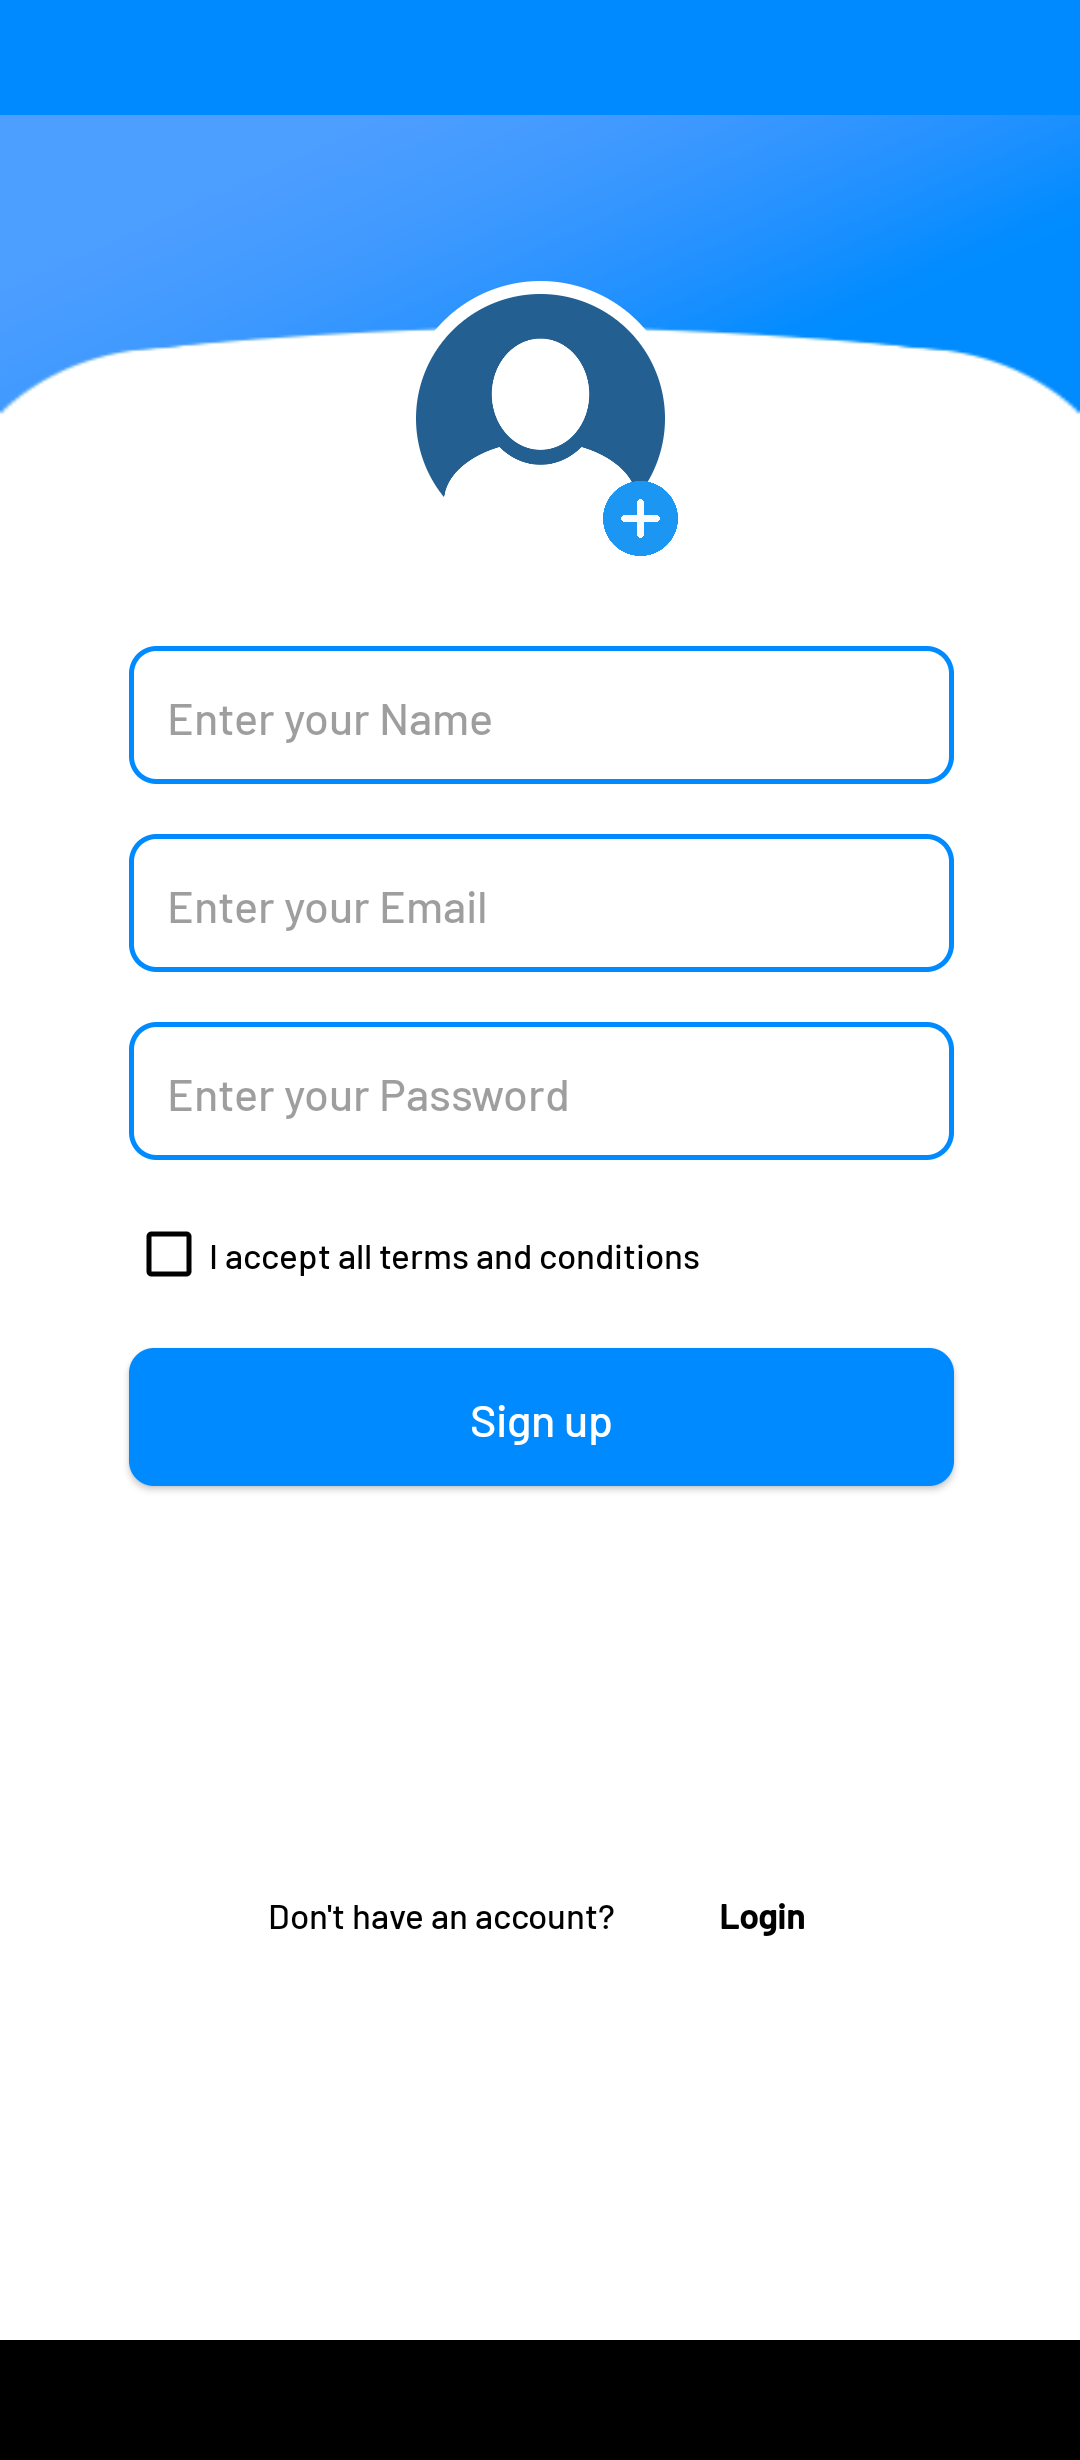 Enter your Name
Enter your Email
Enter your Password
I accept all terms and conditions
Sign up
Don't have an account? Login